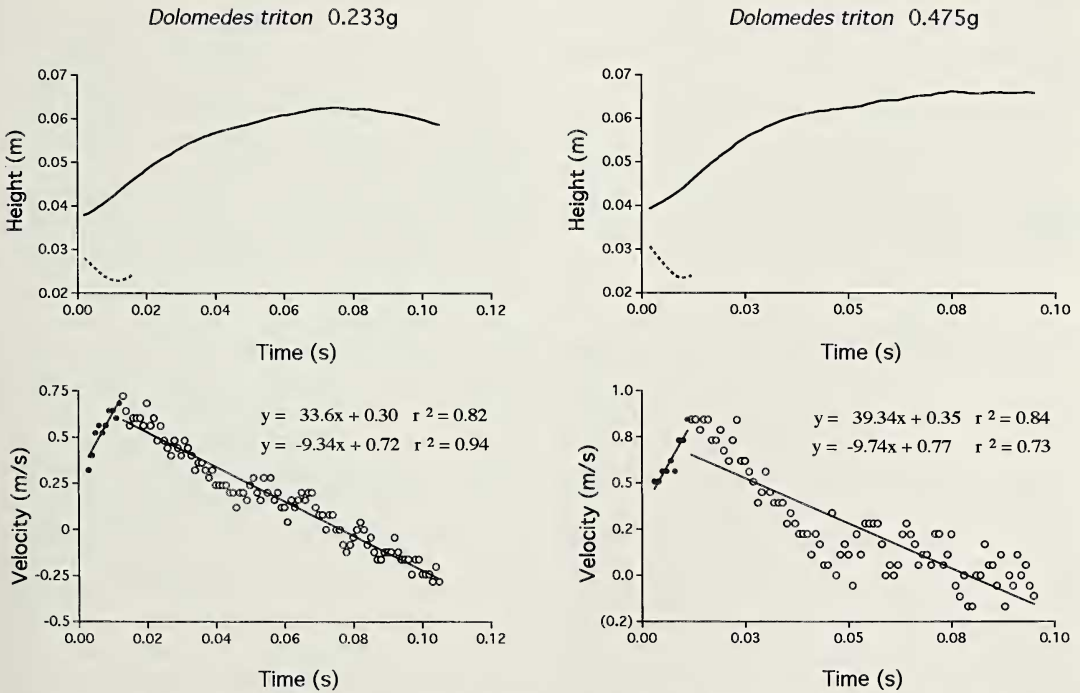 Dolomedes triton 0.233g
Dolomedes triton 0.475g
0.07
0.06
0.05
0.04
0.03
0.02
Height (m)
0.00 0.02 0.04 0.06 0.08 0.10 0.12
Time (s)
0.07
0.06
0.05
0.04
0.03
0.02
Height (m)
0.00 0.03 0.05 0.08 0.10
Time (s)
0.75
0.5
0.25
0
-0.25
-0.5
Velocity (m/s)
y = 33.6x + 0.30 r² = 0.82
y = -9.34x + 0.72 r² = 0.94
0.00 0.02 0.04 0.06 0.08 0.10 0.12
Time (s)
1.0
0.8
0.5
0.2
0.0
(0.2)
Velocity (m/s)
y = 39.34x + 0.35 r² = 0.84
y = -9.74x + 0.77 r² = 0.73
0.00 0.03 0.05 0.08 0.10
Time (s)